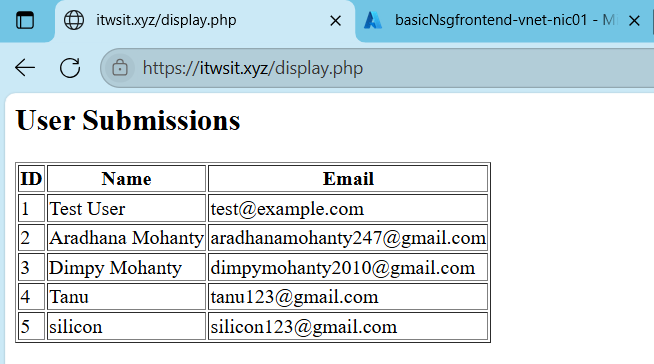 itwsit.xyz/display.php
basicNsgfrontend-vnet-nic01 - Mi
https://itwsit.xyz/display.php
User Submissions
ID Name Email
1 Test User test@example.com
2 Aradhana Mohanty aradhanamohanty247@gmail.com
3 Dimpy Mohanty dimpymohanty2010@gmail.com
4 Tanu tanu123@gmail.com
5 silicon silicon123@gmail.com